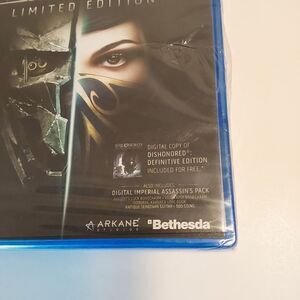 LIMITED EDITION
DIGITAL COPY OF
DISHONORED®:
DEFINITIVE EDITION
INCLUDED FOR FREE.*
ALSO INCLUDES:
DIGITAL IMPERIAL ASSASSIN'S PACK
ARKANE
STUDIOS
Bethesda